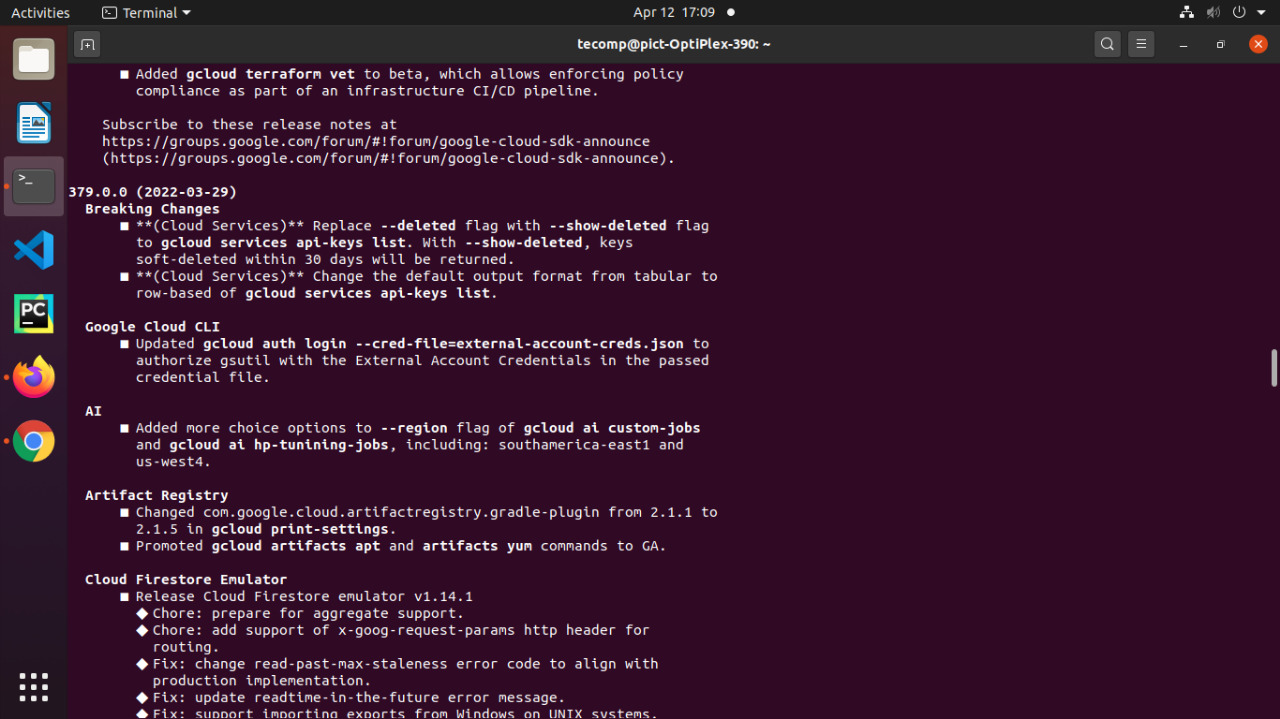 Activities
Terminal
Apr 12 17:09
tecomp@pict-OptiPlex-390: ~
■ Added gcloud terraform vet to beta, which allows enforcing policy
compliance as part of an infrastructure CI/CD pipeline.
Subscribe to these release notes at
https://groups.google.com/forum/#!forum/google-cloud-sdk-announce
(https://groups.google.com/forum/#!forum/google-cloud-sdk-announce).
379.0.0 (2022-03-29)
Breaking Changes
■ **(Cloud Services)** Replace --deleted flag with --show-deleted flag
to gcloud services api-keys list. With --show-deleted, keys
soft-deleted within 30 days will be returned.
■ **(Cloud Services)** Change the default output format from tabular to
row-based of gcloud services api-keys list.
Google Cloud CLI
■ Updated gcloud auth login --cred-file=external-account-creds.json to
authorize gsutil with the External Account Credentials in the passed
credential file.
AI
■ Added more choice options to --region flag of gcloud ai custom-jobs
and gcloud ai hp-tunining-jobs, including: southamerica-east1 and
us-west4.
Artifact Registry
■ Changed com.google.cloud.artifactregistry.gradle-plugin from 2.1.1 to
2.1.5 in gcloud print-settings.
■ Promoted gcloud artifacts apt and artifacts yum commands to GA.
Cloud Firestore Emulator
■ Release Cloud Firestore emulator v1.14.1
◆ Chore: prepare for aggregate support.
◆ Chore: add support of x-goog-request-params http header for
routing.
◆ Fix: change read-past-max-staleness error code to align with
production implementation.
◆ Fix: update readtime-in-the-future error message.
◆ Fix: support importing exports from Windows on UNIX systems.
>_
PC